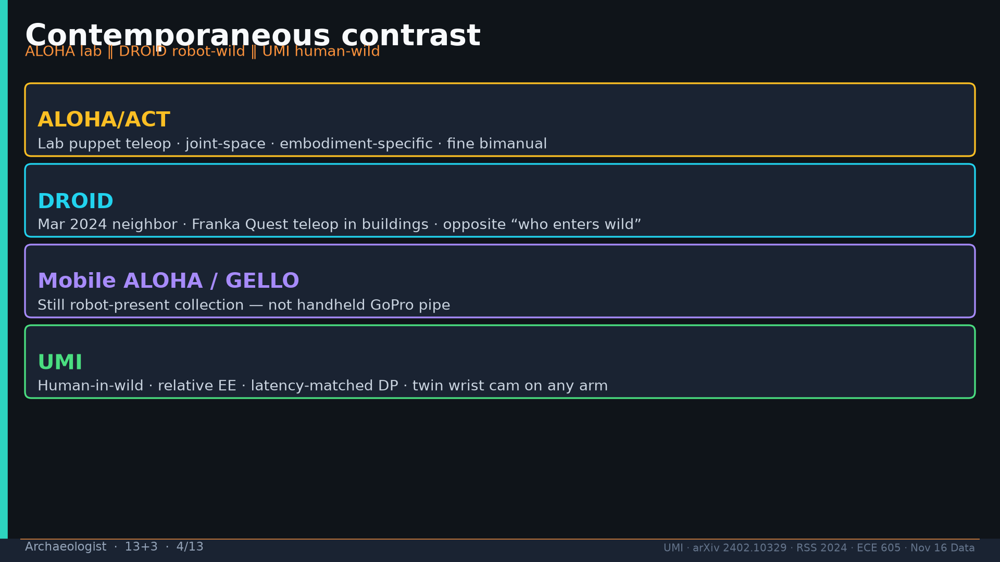 Contemporaneous contrast
ALOHA lab ∥ DROID robot-wild ∥ UMI human-wild
ALOHA/ACT
Lab puppet teleop · joint-space · embodiment-specific · fine bimanual
DROID
Mar 2024 neighbor · Franka Quest teleop in buildings · opposite “who enters wild”
Mobile ALOHA / GELLO
Still robot-present collection — not handheld GoPro pipe
UMI
Human-in-wild · relative EE · latency-matched DP · twin wrist cam on any arm
Archaeologist · 13+3 · 4/13
UMI · arXiv 2402.10329 · RSS 2024 · ECE 605 · Nov 16 Data